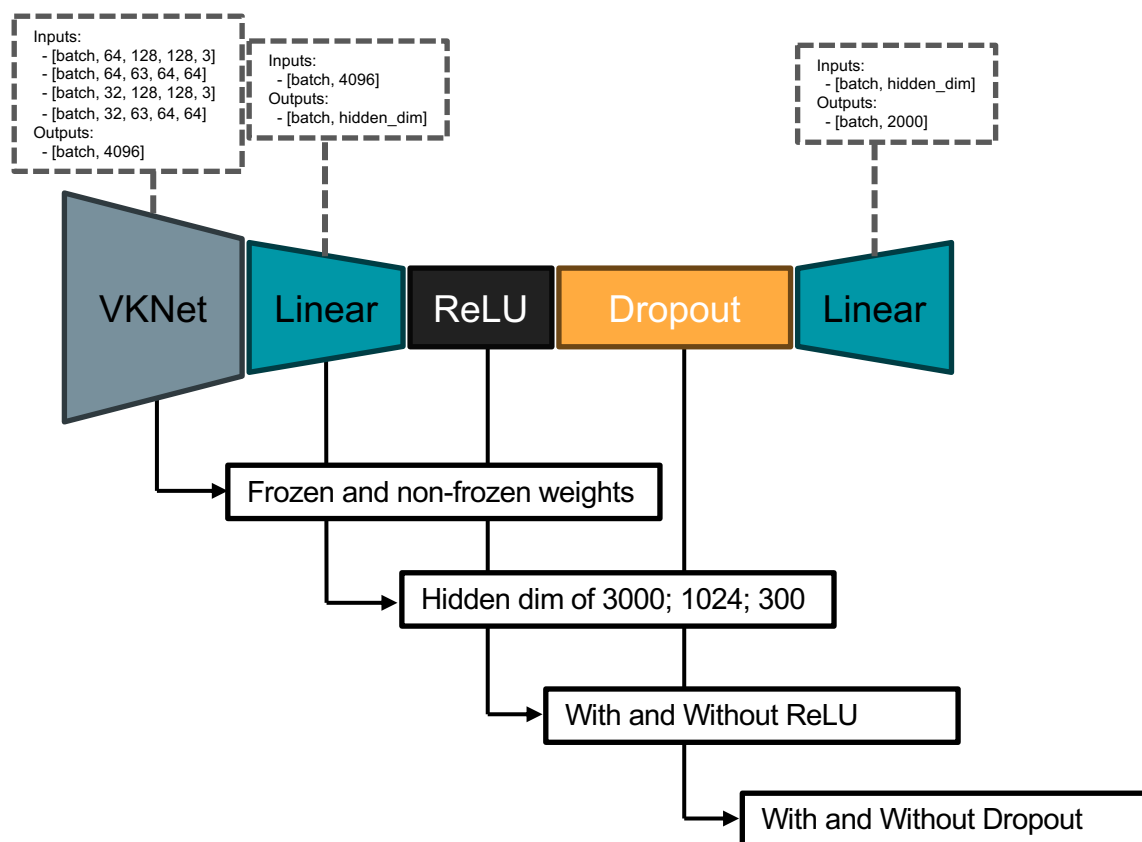 Inputs:
- [batch, 64, 128, 128, 3]
- [batch, 64, 63, 64, 64]
- [batch, 32, 128, 128, 3]
- [batch, 32, 63, 64, 64]
Outputs:
- [batch, 4096]
Inputs:
- [batch, 4096]
Outputs:
- [batch, hidden_dim]
Inputs:
- [batch, hidden_dim]
Outputs:
- [batch, 2000]
VKNet
Linear
ReLU
Dropout
Linear
Frozen and non-frozen weights
Hidden dim of 3000; 1024; 300
With and Without ReLU
With and Without Dropout